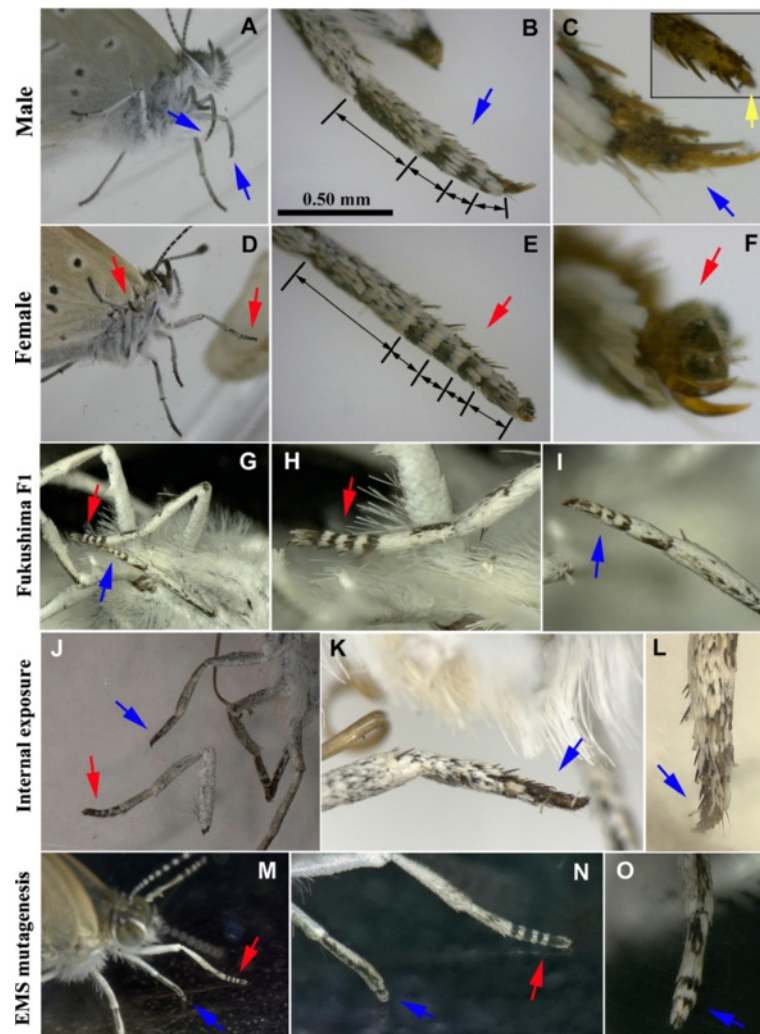 Male
A
B
C
0.50 mm
Female
D
E
F
Fukushima F1
G
H
I
Internal exposure
J
K
L
EMS mutagenesis
M
N
O